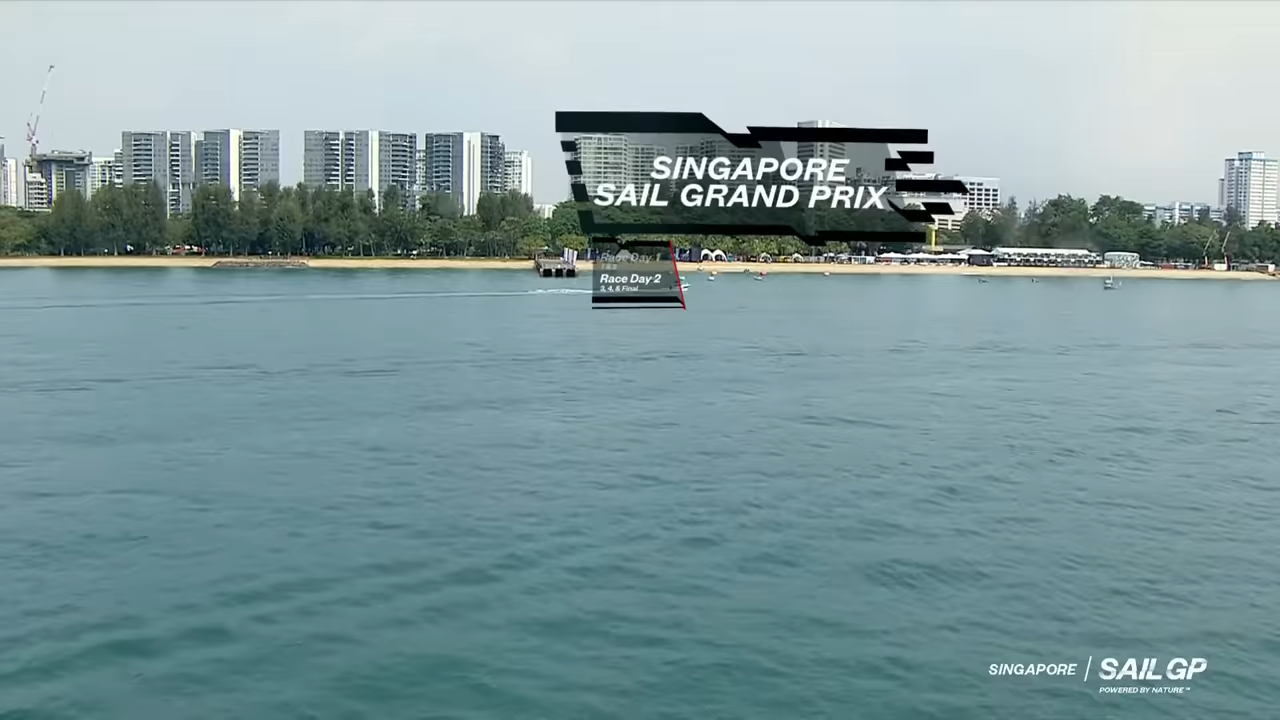 SINGAPORE
SAIL GRAND PRIX
Race Day 1
Race Day 2
3, 4, & Final
SINGAPORE | SAIL GP
POWERED BY NATURE™